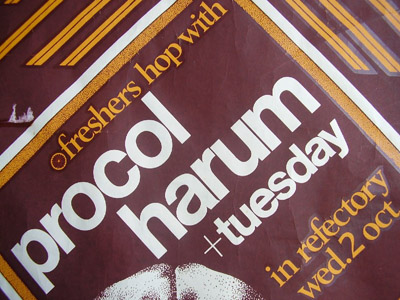 freshers hop with
procol
harum
+tuesday
in refectory
wed.2 oct